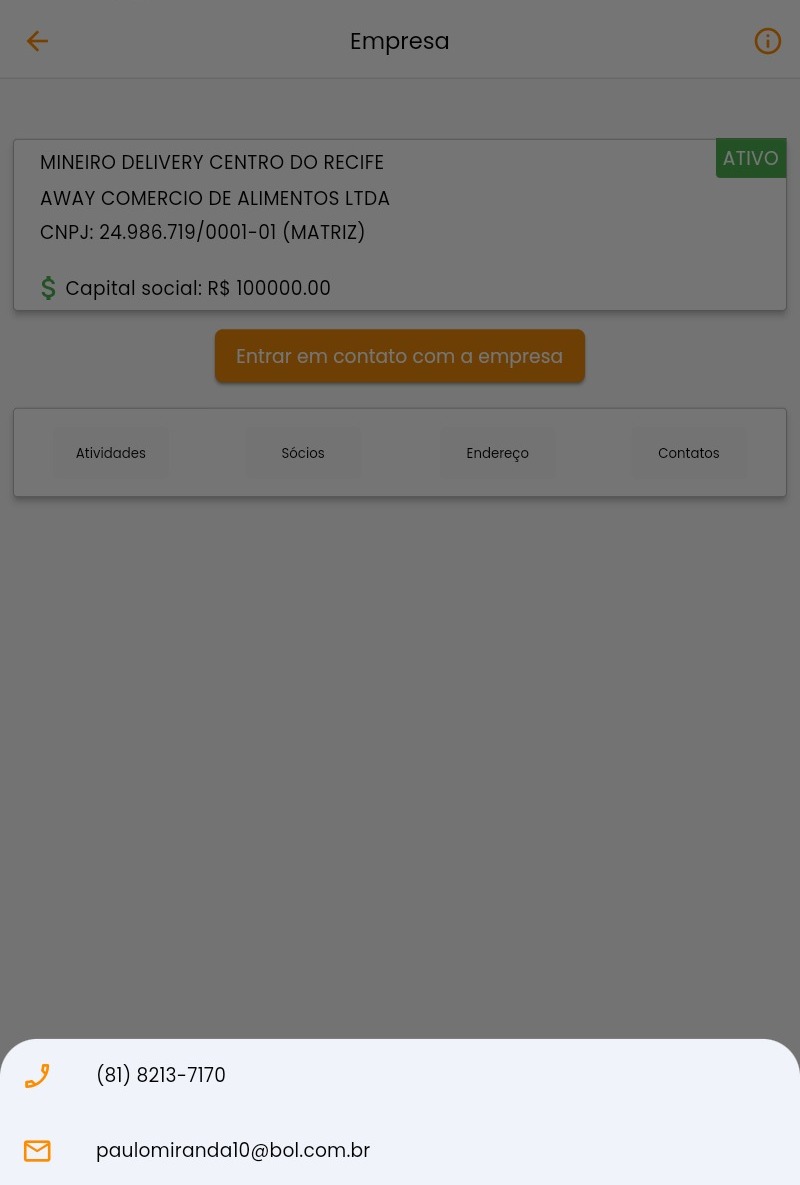 Empresa
MINEIRO DELIVERY CENTRO DO RECIFE
ATIVO
AWAY COMERCIO DE ALIMENTOS LTDA
CNPJ: 24.986.719/0001-01 (MATRIZ)
Capital social: R$ 100000.00
Entrar em contato com a empresa
Atividades Sócios Endereço Contatos
(81) 8213-7170
paulomiranda10@bol.com.br